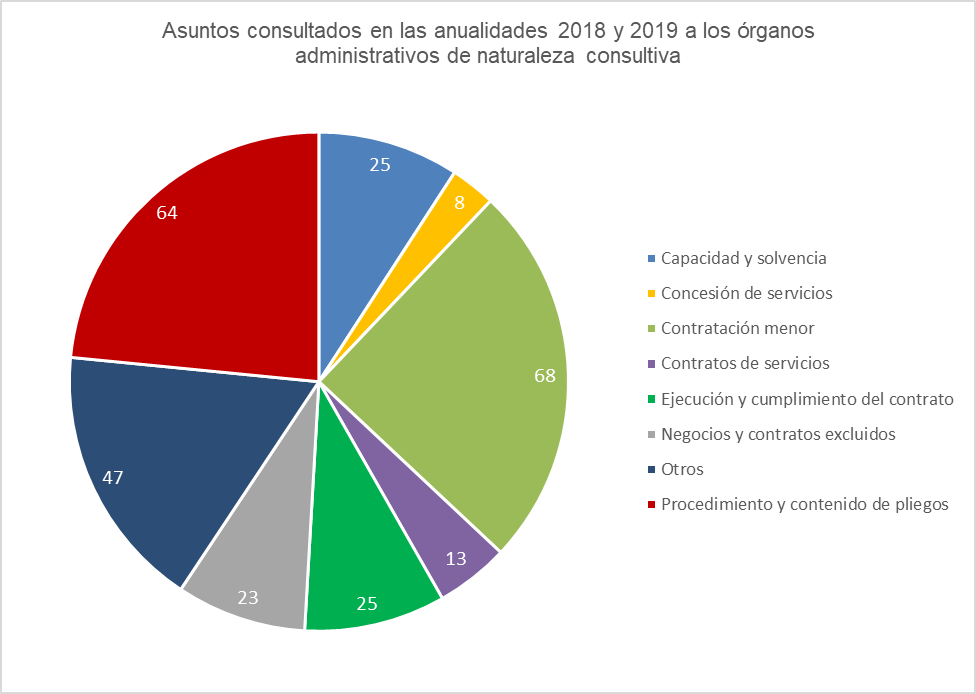 Asuntos consultados en las anualidades 2018 y 2019 a los órganos
administrativos de naturaleza consultiva
25
8
68
13
25
23
47
64
Capacidad y solvencia
Concesión de servicios
Contratación menor
Contratos de servicios
Ejecución y cumplimiento del contrato
Negocios y contratos excluidos
Otros
Procedimiento y contenido de pliegos